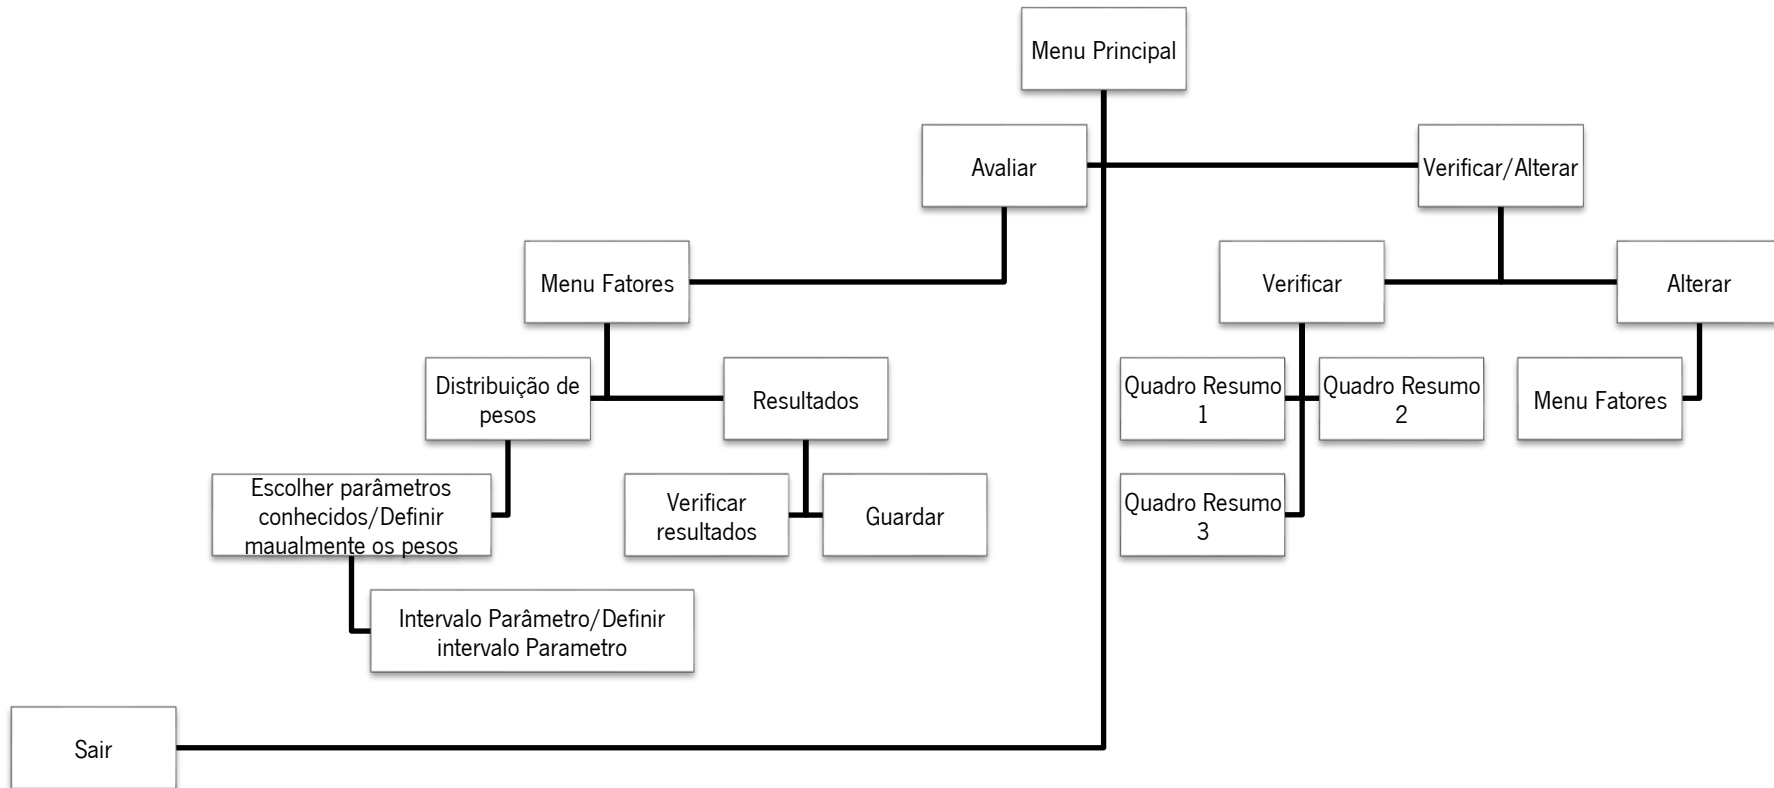 Menu Principal
Avaliar
Verificar/Alterar
Menu Fatores
Verificar
Alterar
Distribuição de
pesos
Resultados
Quadro Resumo
1
Quadro Resumo
2
Menu Fatores
Escolher parâmetros
conhecidos/Definir
maualmente os pesos
Verificar
resultados
Guardar
Quadro Resumo
3
Intervalo Parâmetro/Definir
intervalo Parametro
Sair